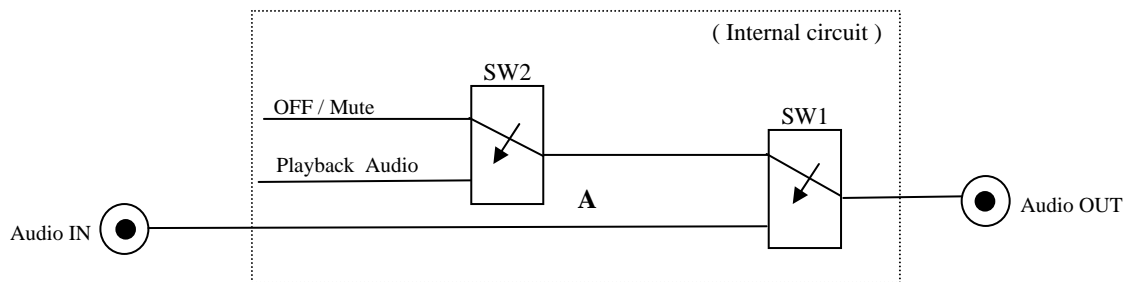 ( Internal circuit )
SW2
OFF / Mute
SW1
Playback Audio
A
Audio IN
Audio OUT